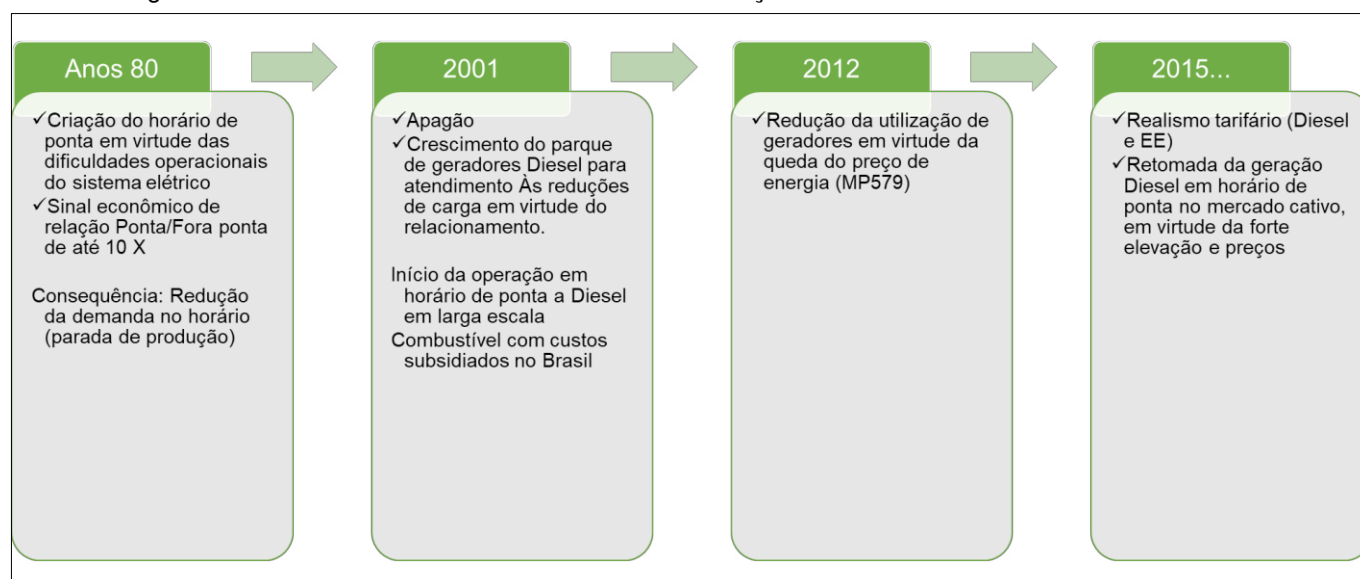 Anos 80
✓Criação do horário de
ponta em virtude das
dificuldades operacionais
do sistema elétrico
✓Sinal econômico de
relação Ponta/Fora ponta
de até 10 X
Consequência: Redução
da demanda no horário
(parada de produção)
2001
✓Apagão
✓Crescimento do parque
de geradores Diesel para
atendimento Às reduções
de carga em virtude do
relacionamento.
Início da operação em
horário de ponta a Diesel
em larga escala
Combustível com custos
subsidiados no Brasil
2012
✓Redução da utilização de
geradores em virtude da
queda do preço de
energia (MP579)
2015...
✓Realismo tarifário (Diesel
e EE)
✓Retomada da geração
Diesel em horário de
ponta no mercado cativo,
em virtude da forte
elevação e preços